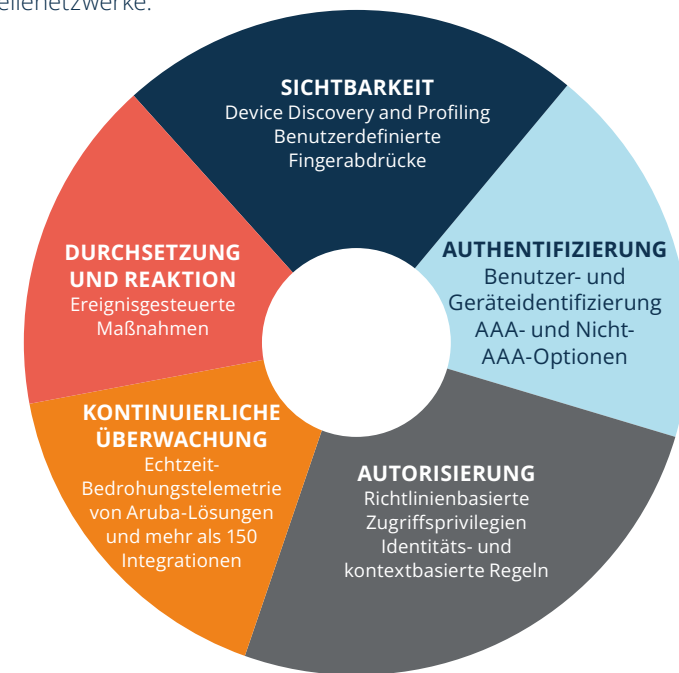 SICHTBARKEIT
Device Discovery and Profiling
Benutzerdefinierte
Fingerabdrücke
AUTHENTIFIZIERUNG
Benutzer- und
Geräteidentifizierung
AAA- und Nicht-
AAA-Optionen
AUTORISIERUNG
Richtlinienbasierte
Zugriffsprivilegien
Identitäts- und
kontextbasierte Regeln
KONTINUIERLICHE
ÜBERWACHUNG
Echtzeit-
Bedrohungstelemetrie
von Aruba-Lösungen
und mehr als 150
Integrationen
DURCHSETZUNG
UND REAKTION
Ereignisgesteuerte
Maßnahmen